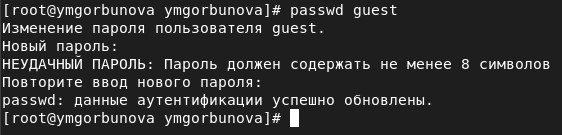 [root@ymgorbunova ymgorbunova]# passwd guest
Изменение пароля пользователя guest.
Новый пароль:
НЕУДАЧНЫЙ ПАРОЛЬ: Пароль должен содержать не менее 8 символов
Повторите ввод нового пароля:
passwd: данные аутентификации успешно обновлены.
[root@ymgorbunova ymgorbunova]#